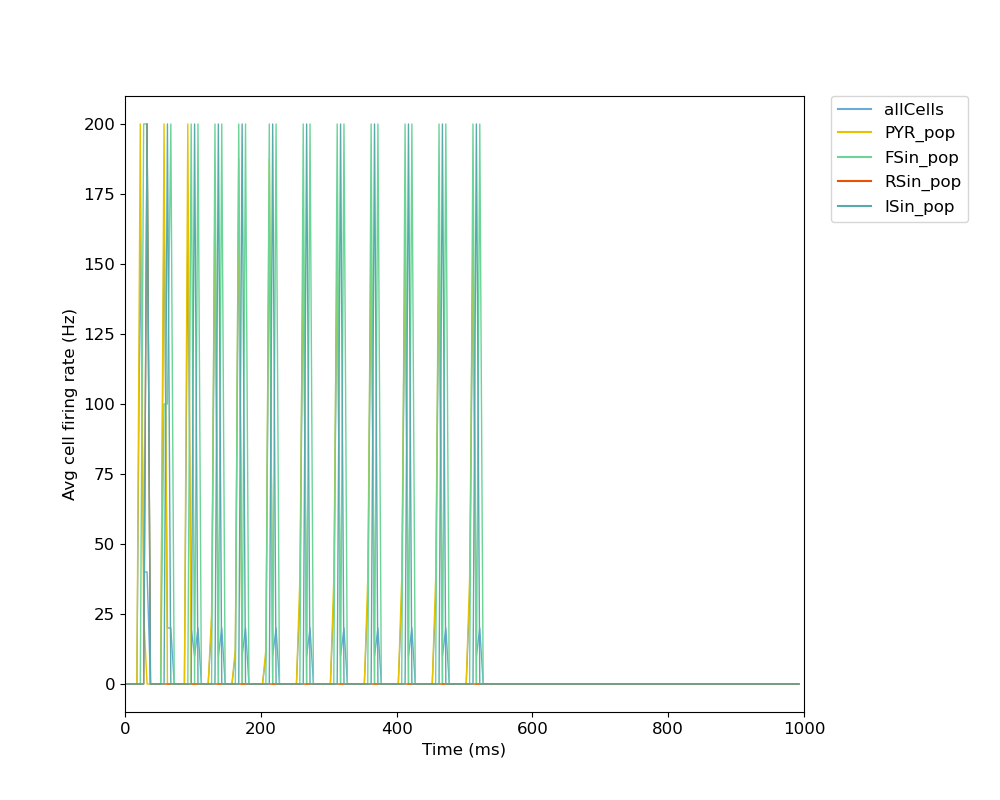 200
175
150
125
100
75
50
25
0
Avg cell firing rate (Hz)
0 200 400 600 800 1000
Time (ms)
allCells
PYR_pop
FSin_pop
RSin_pop
ISin_pop